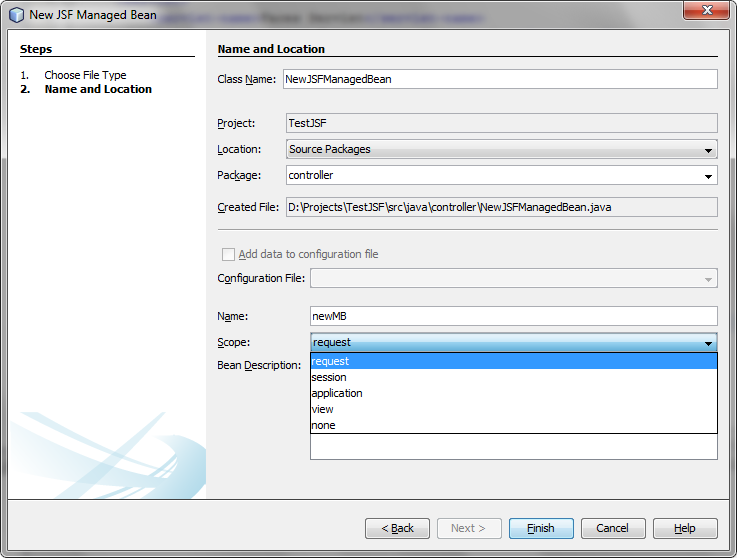 New JSF Managed Bean
Steps
1. Choose File Type
2. Name and Location
Name and Location
Class Name: NewJSFManagedBean
Project: TestJSF
Location: Source Packages
Package: controller
Created File: D:\Projects\TestJSF\src\java\controller\NewJSFManagedBean.java
Add data to configuration file
Configuration File:
Name: newMB
Scope: request
Bean Description:
request
session
application
view
none
< Back
Next >
Finish
Cancel
Help